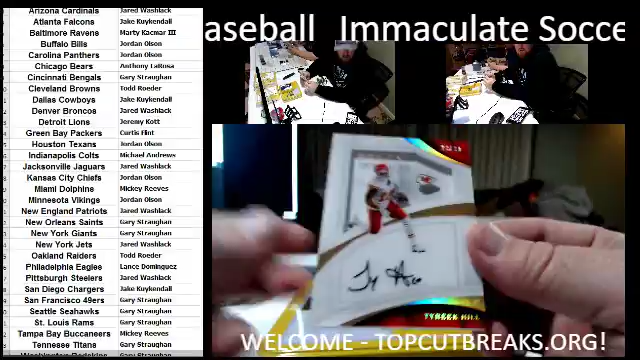 Arizona Cardinals Jared Washlack
Atlanta Falcons Jake Kuykendall
Baltimore Ravens Marty Kacmar III
Buffalo Bills Jordan Olson
Carolina Panthers Jordan Olson
Chicago Bears Anthony LaRosa
Cincinnati Bengals Gary Straughan
Cleveland Browns Todd Roeder
Dallas Cowboys Jake Kuykendall
Denver Broncos Jared Washlack
Detroit Lions Jeremy Kott
Green Bay Packers Curtis Flint
Houston Texans Jordan Olson
Indianapolis Colts Michael Andrews
Jacksonville Jaguars Jared Washlack
Kansas City Chiefs Jordan Olson
Miami Dolphins Mickey Reeves
Minnesota Vikings Jordan Olson
New England Patriots Jared Washlack
New Orleans Saints Gary Straughan
New York Giants Gary Straughan
New York Jets Jared Washlack
Oakland Raiders Todd Roeder
Philadelphia Eagles Lance Dominguez
Pittsburgh Steelers Jared Washlack
San Diego Chargers Jake Kuykendall
San Francisco 49ers Gary Straughan
Seattle Seahawks Gary Straughan
St. Louis Rams Gary Straughan
Tampa Bay Buccaneers Mickey Reeves
Tennesse Titans Gary Straughan
Washington Redskins Gary Straughan
aseball Immaculate Socce
TYREEK HILL
WELCOME - TOPCUTBREAKS.ORG!